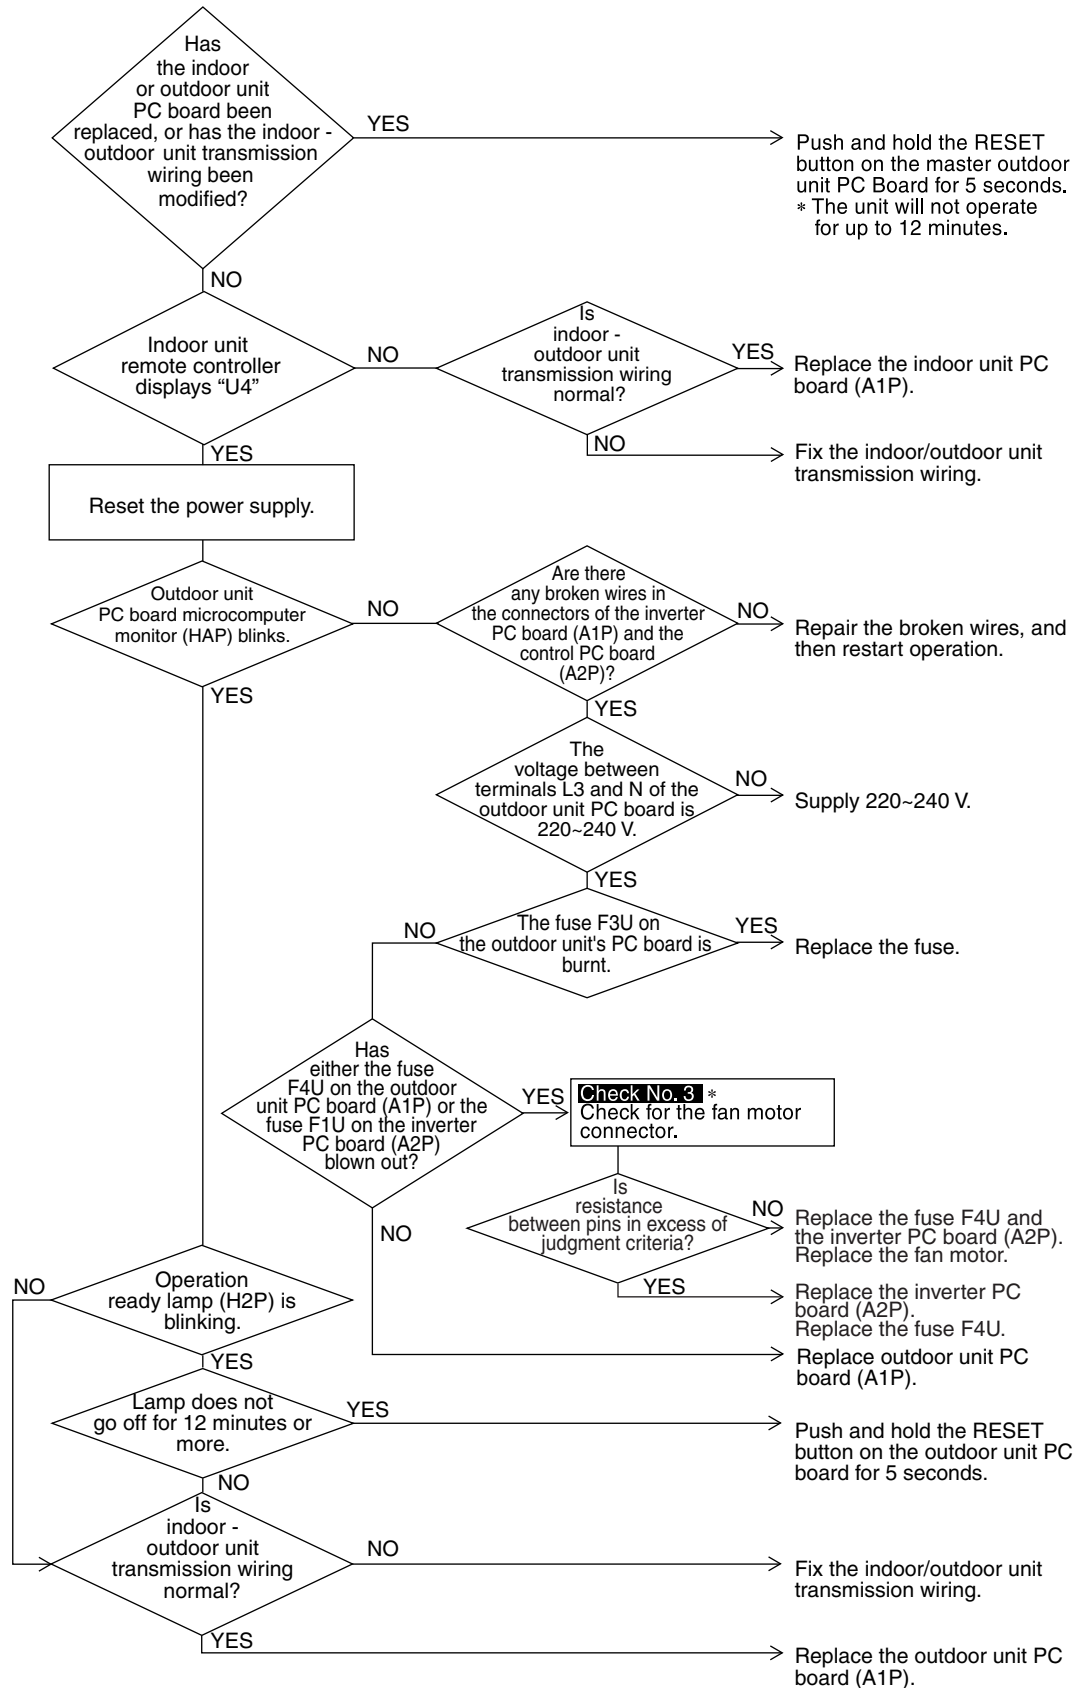 Has
the indoor
or outdoor unit
PC board been
replaced, or has the indoor -
outdoor unit transmission
wiring been
modified?
YES
Push and hold the RESET
button on the master outdoor
unit PC Board for 5 seconds.
* The unit will not operate
for up to 12 minutes.
NO
Indoor unit
remote controller
displays “U4”
NO
Is
indoor -
outdoor unit
transmission wiring
normal?
YES
Replace the indoor unit PC
board (A1P).
NO
Fix the indoor/outdoor unit
transmission wiring.
YES
Reset the power supply.
Outdoor unit
PC board microcomputer
monitor (HAP) blinks.
NO
Are there
any broken wires in
the connectors of the inverter
PC board (A1P) and the
control PC board
(A2P)?
NO
Repair the broken wires, and
then restart operation.
YES
YES
The
voltage between
terminals L3 and N of the
outdoor unit PC board is
220~240 V.
NO
Supply 220~240 V.
YES
The fuse F3U on
the outdoor unit's PC board is
burnt.
YES
Replace the fuse.
NO
Has
either the fuse
F4U on the outdoor
unit PC board (A1P) or the
fuse F1U on the inverter
PC board (A2P)
blown out?
YES
Check No. 3 *
Check for the fan motor
connector.
Is
resistance
between pins in excess of
judgment criteria?
NO
Replace the fuse F4U and
the inverter PC board (A2P).
Replace the fan motor.
YES
Replace the inverter PC
board (A2P).
Replace the fuse F4U.
NO
Replace outdoor unit PC
board (A1P).
NO
Operation
ready lamp (H2P) is
blinking.
YES
Lamp does not
go off for 12 minutes or
more.
YES
Push and hold the RESET
button on the outdoor unit PC
board for 5 seconds.
NO
Is
indoor -
outdoor unit
transmission wiring
normal?
NO
Fix the indoor/outdoor unit
transmission wiring.
YES
Replace the outdoor unit PC
board (A1P).